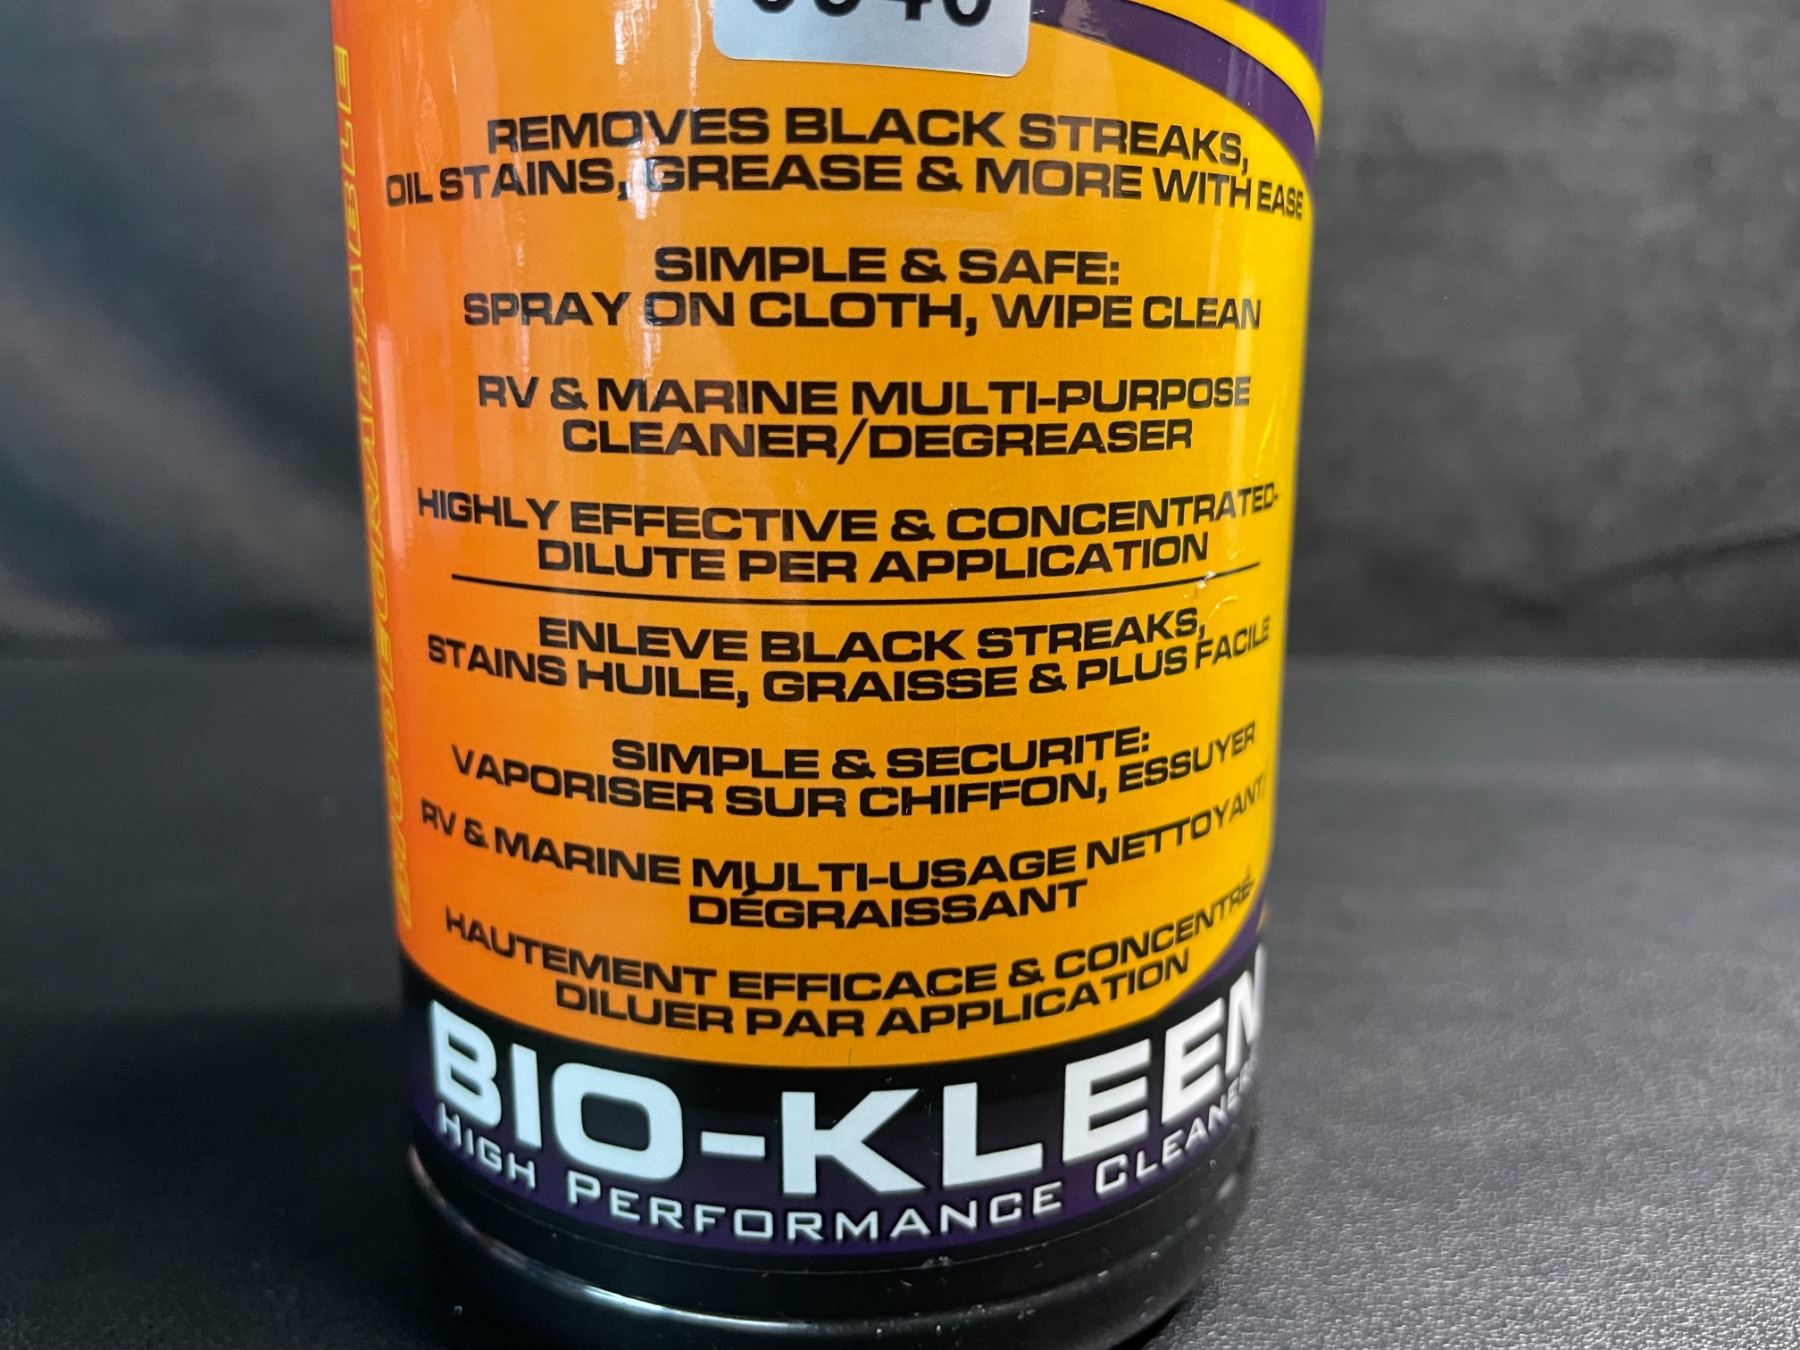 REMOVES BLACK STREAKS,
OIL STAINS, GREASE & MORE WITH EASE
SIMPLE & SAFE:
SPRAY ON CLOTH, WIPE CLEAN
RV & MARINE MULTI-PURPOSE
CLEANER/DEGREASER
HIGHLY EFFECTIVE & CONCENTRATED-
DILUTE PER APPLICATION
ENLEVE BLACK STREAKS,
STAINS HUILE, GRAISSE & PLUS FACILE
SIMPLE & SECURITE:
VAPORISER SUR CHIFFON, ESSUYER
RV & MARINE MULTI-USAGE NETTOYANT/
DÉGRAISSANT
HAUTEMENT EFFICACE & CONCENTRÉ-
DILUER PAR APPLICATION
BIO-KLEEN
HIGH PERFORMANCE CLEANERS
BIODEGRADABLE